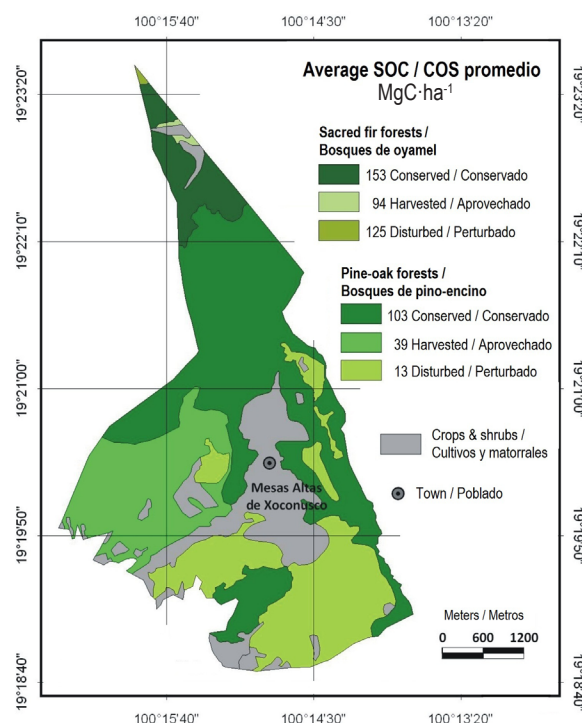 100°15'40" 100°14'30" 100°13'20"
19°23'20" 19°23'20"
Average SOC / COS promedio
MgC·ha⁻¹
Sacred fir forests /
Bosques de oyamel
153 Conserved / Conservado
94 Harvested / Aprovechado
125 Disturbed / Perturbado
19°22'10" 19°22'10"
Pine-oak forests /
Bosques de pino-encino
103 Conserved / Conservado
39 Harvested / Aprovechado
13 Disturbed / Perturbado
19°21'00" 19°21'00"
Crops & shrubs /
Cultivos y matorrales
Town / Poblado
Mesas Altas
de Xoconusco
19°19'50" 19°19'50"
Meters / Metros
0 600 1200
19°18'40" 19°18'40"
100°15'40" 100°14'30" 100°13'20"